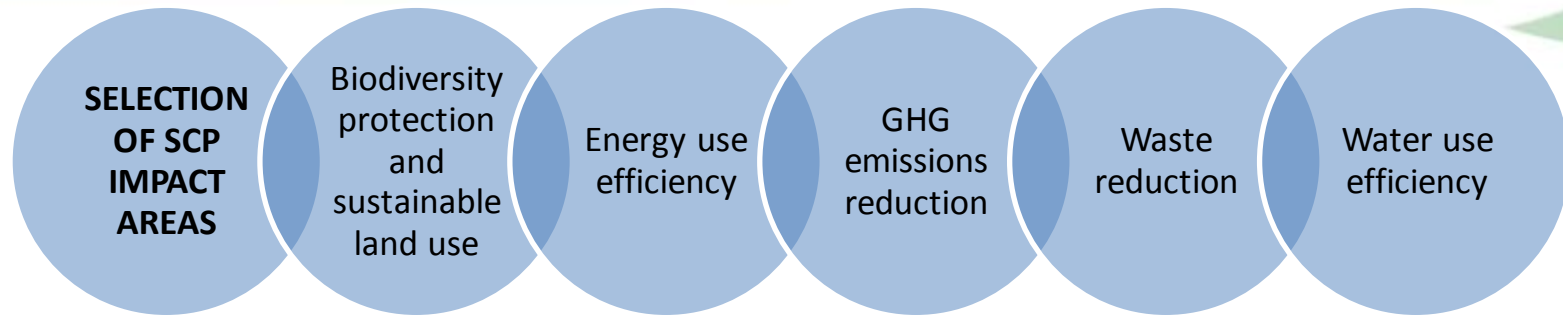 SELECTION
OF SCP
IMPACT
AREAS
Biodiversity
protection
and
sustainable
land use
Energy use
efficiency
GHG
emissions
reduction
Waste
reduction
Water use
efficiency